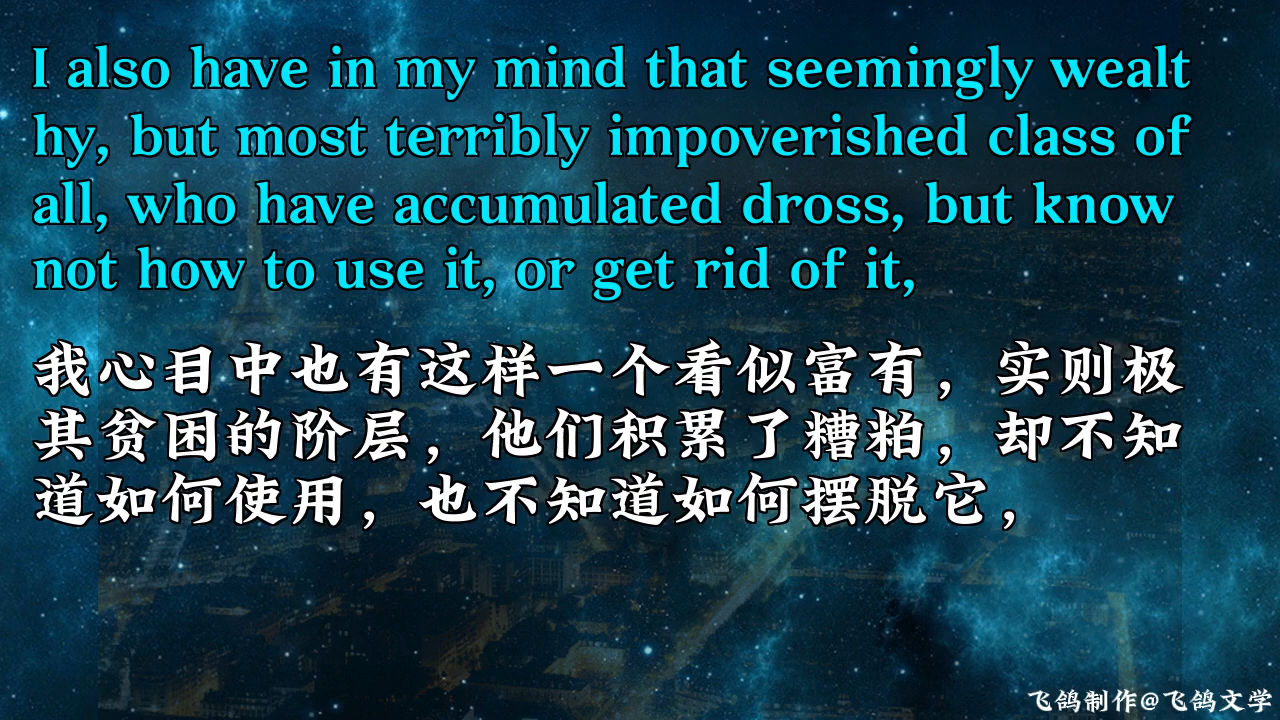 I also have in my mind that seemingly wealt
hy, but most terribly impoverished class of
all, who have accumulated dross, but know
not how to use it, or get rid of it,
我心目中也有这样一个看似富有，实则极
其贫困的阶层，他们积累了糟粕，却不知
道如何使用，也不知道如何摆脱它，
飞鸽制作@飞鸽文学